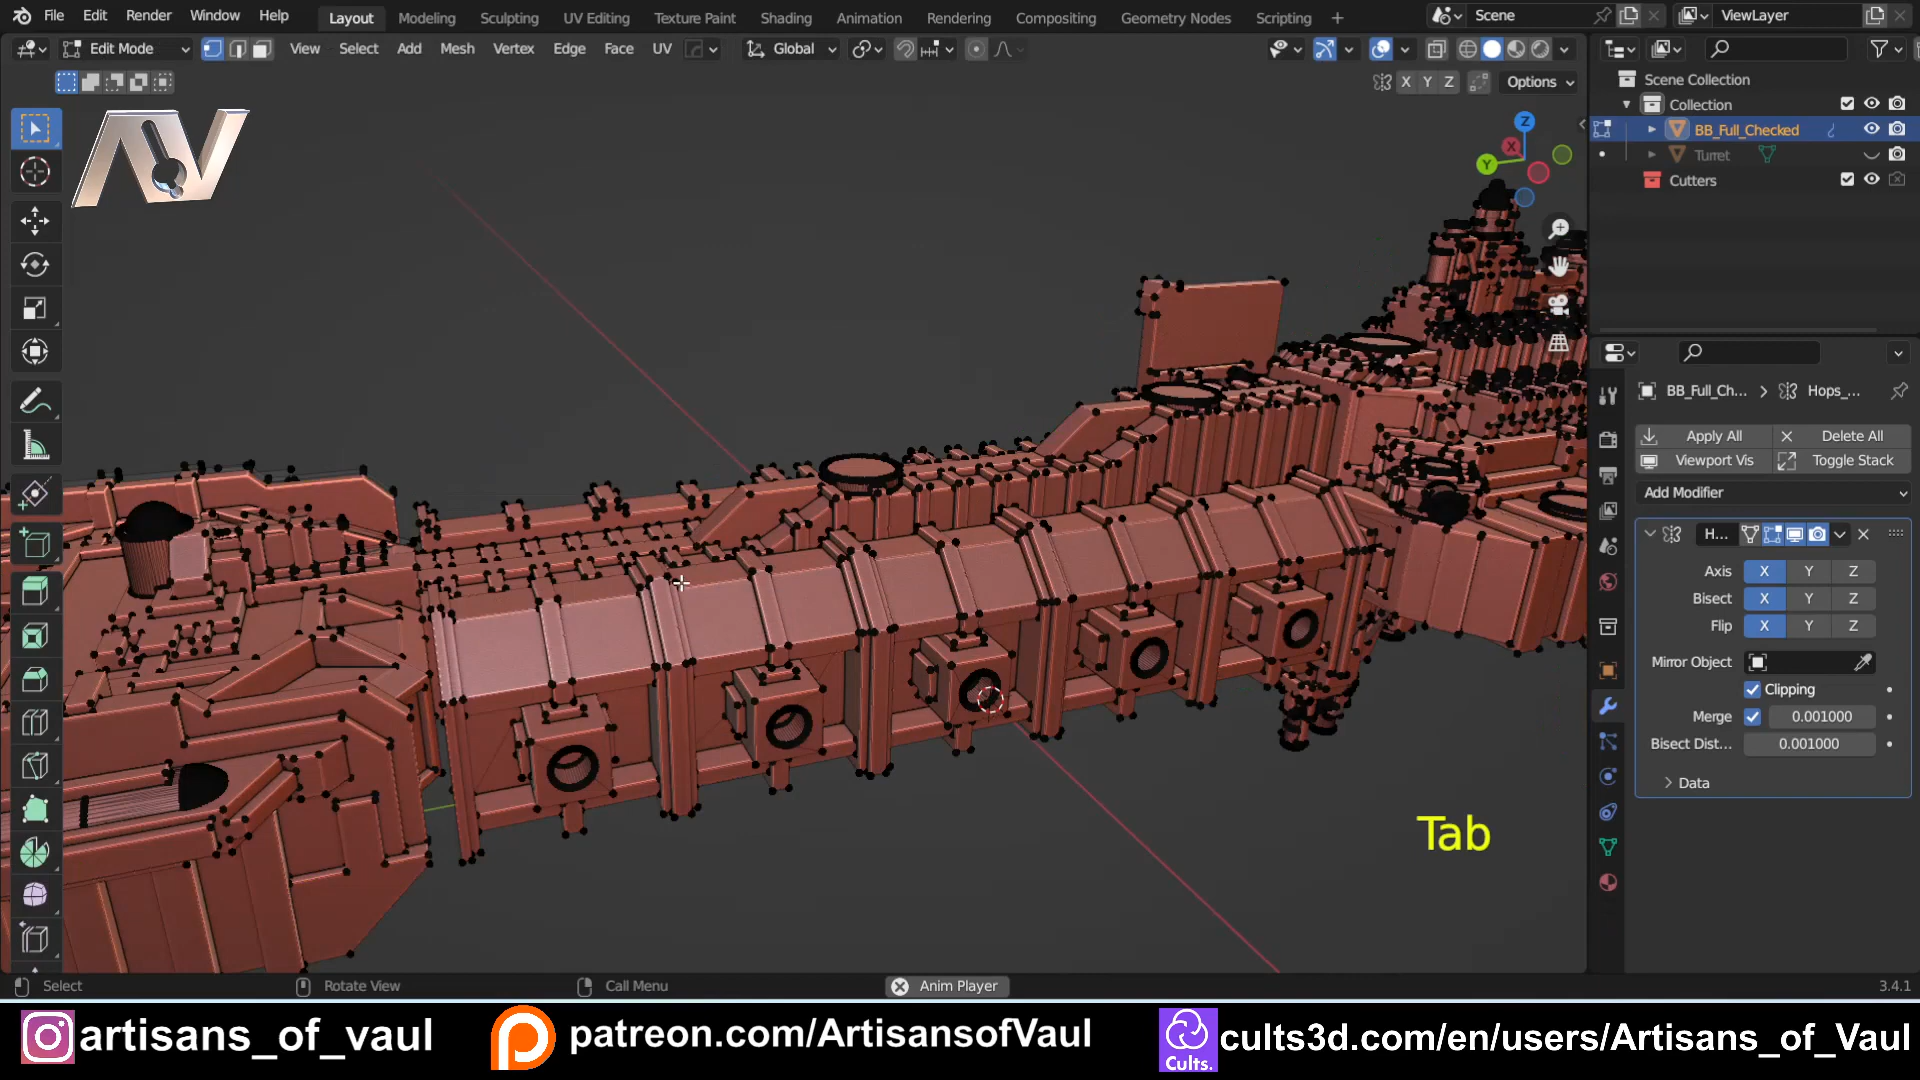 File Edit Render Window Help Layout Modeling Sculpting UV Editing Texture Paint Shading Animation Rendering Compositing Geometry Nodes Scripting + Scene ViewLayer
Edit Mode View Select Add Mesh Vertex Edge Face UV Global
X Y Z Options
Scene Collection
Collection
BB_Full_Checked
Turret
Cutters
Z
X
Y
BB_Full_Ch... > Hops_...
Apply All Delete All
Viewport Vis Toggle Stack
Add Modifier
H...
Axis X Y Z
Bisect X Y Z
Flip X Y Z
Mirror Object
Clipping
Merge 0.001000
Bisect Dist... 0.001000
Data
Tab
Select Rotate View Call Menu Anim Player 3.4.1
artisans_of_vaul patreon.com/ArtisansofVaul Cults. cults3d.com/en/users/Artisans_of_Vaul